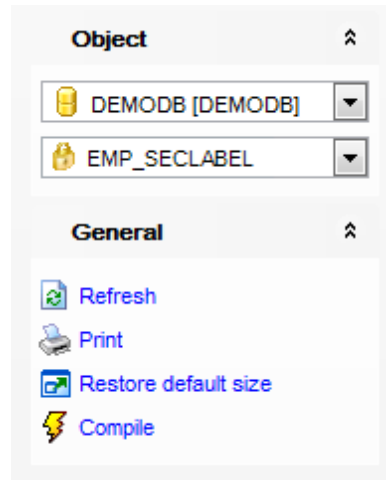 Object
DEMODB [DEMODB]
EMP_SECLABEL
General
Refresh
Print
Restore default size
Compile